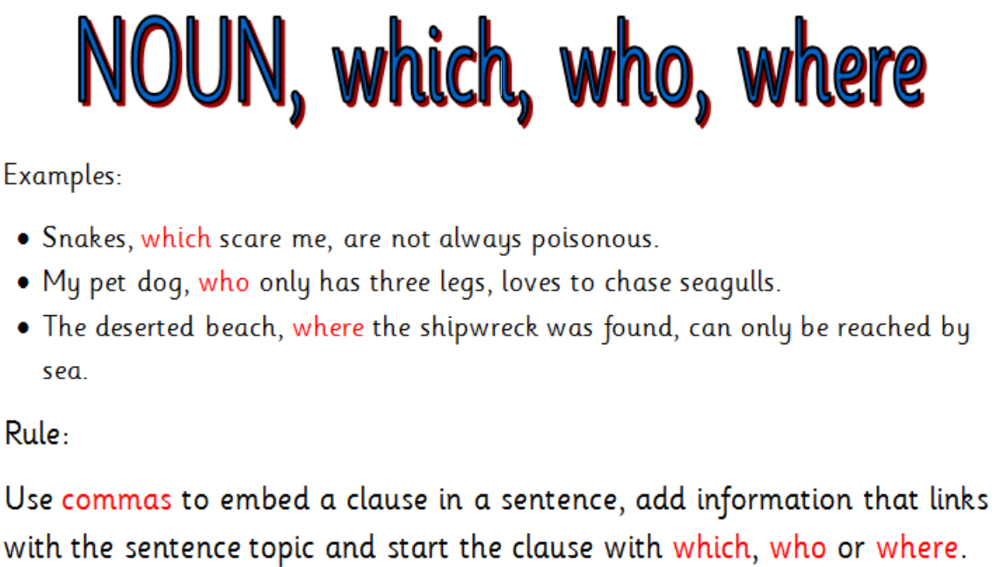 NOUN, which, who, where
Examples:
• Snakes, which scare me, are not always poisonous.
• My pet dog, who only has three legs, loves to chase seagulls.
• The deserted beach, where the shipwreck was found, can only be reached by
sea.
Rule:
Use commas to embed a clause in a sentence, add information that links
with the sentence topic and start the clause with which, who or where.